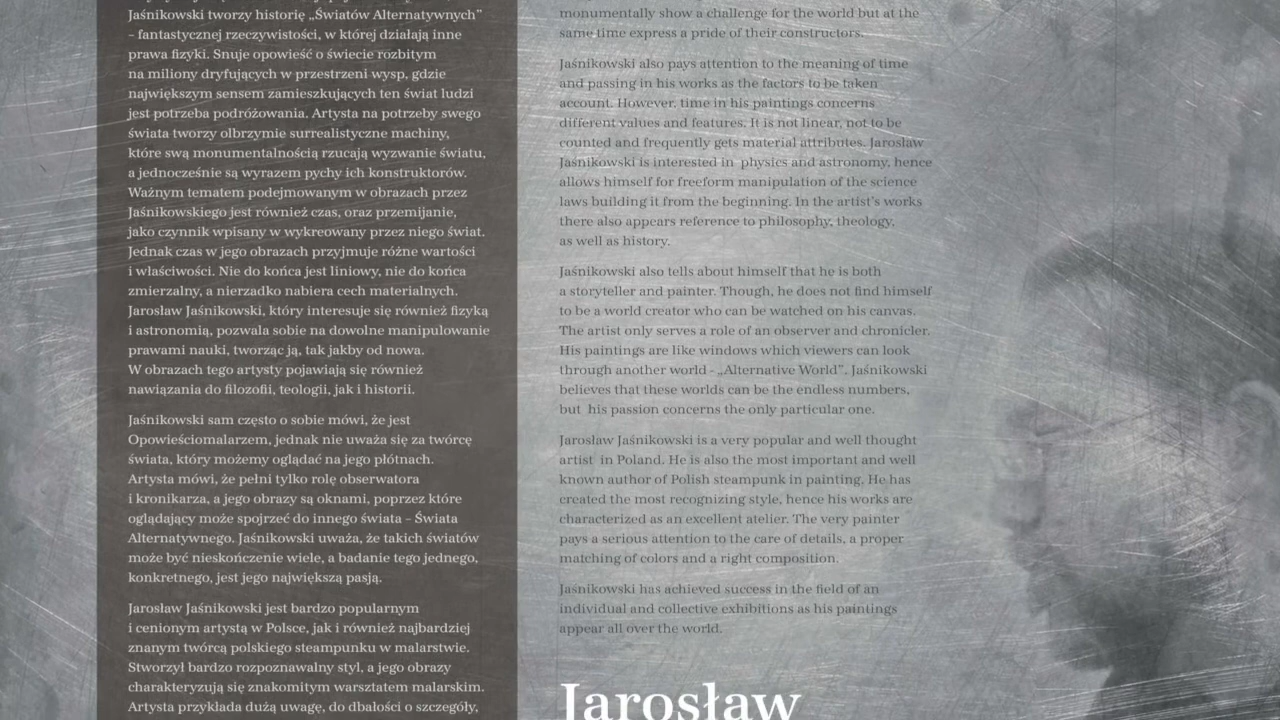 Jaśnikowski tworzy historię „Światów Alternatywnych”
– fantastycznej rzeczywistości, w której działają inne
prawa fizyki. Snuje opowieść o świecie rozbitym
na miliony dryfujących w przestrzeni wysp, gdzie
największym sensem zamieszkujących ten świat ludzi
jest potrzeba podróżowania. Artysta na potrzeby swego
świata tworzy olbrzymie surrealistyczne machiny,
które swą monumentalnością rzucają wyzwanie światu,
a jednocześnie są wyrazem pychy ich konstruktorów.
Ważnym tematem podejmowanym w obrazach przez
Jaśnikowskiego jest również czas, oraz przemijanie,
jako czynnik wpisany w wykreowany przez niego świat.
Jednak czas w jego obrazach przyjmuje różne wartości
i właściwości. Nie do końca jest liniowy, nie do końca
zmierzalny, a nierzadko nabiera cech materialnych.
Jarosław Jaśnikowski, który interesuje się również fizyką
i astronomią, pozwala sobie na dowolne manipulowanie
prawami nauki, tworząc ją, tak jakby od nowa.
W obrazach tego artysty pojawiają się również
nawiązania do filozofii, teologii, jak i historii.
Jaśnikowski sam często o sobie mówi, że jest
Opowieściomalarzem, jednak nie uważa się za twórcę
świata, który możemy oglądać na jego płótnach.
Artysta mówi, że pełni tylko rolę obserwatora
i kronikarza, a jego obrazy są oknami, poprzez które
oglądający może spojrzeć do innego świata – Świata
Alternatywnego. Jaśnikowski uważa, że takich światów
może być nieskończenie wiele, a badanie tego jednego,
konkretnego, jest jego największą pasją.
Jarosław Jaśnikowski jest bardzo popularnym
i cenionym artystą w Polsce, jak i również najbardziej
znanym twórcą polskiego steampunku w malarstwie.
Stworzył bardzo rozpoznawalny styl, a jego obrazy
charakteryzują się znakomitym warsztatem malarskim.
Artysta przykłada dużą uwagę, do dbałości o szczegóły,
monumentally show a challenge for the world but at the
same time express a pride of their constructors.
Jaśnikowski also pays attention to the meaning of time
and passing in his works as the factors to be taken
account. However, time in his paintings concerns
different values and features. It is not linear, not to be
counted and frequently gets material attributes. Jarosław
Jaśnikowski is interested in physics and astronomy, hence
allows himself for freeform manipulation of the science
laws building it from the beginning. In the artist’s works
there also appears reference to philosophy, theology,
as well as history.
Jaśnikowski also tells about himself that he is both
a storyteller and painter. Though, he does not find himself
to be a world creator who can be watched on his canvas.
The artist only serves a role of an observer and chronicler.
His paintings are like windows which viewers can look
through another world - „Alternative World”. Jaśnikowski
believes that these worlds can be the endless numbers,
but his passion concerns the only particular one.
Jarosław Jaśnikowski is a very popular and well thought
artist in Poland. He is also the most important and well
known author of Polish steampunk in painting. He has
created the most recognizing style, hence his works are
characterized as an excellent atelier. The very painter
pays a serious attention to the care of details, a proper
matching of colors and a right composition.
Jaśnikowski has achieved success in the field of an
individual and collective exhibitions as his paintings
appear all over the world.
Jarosław